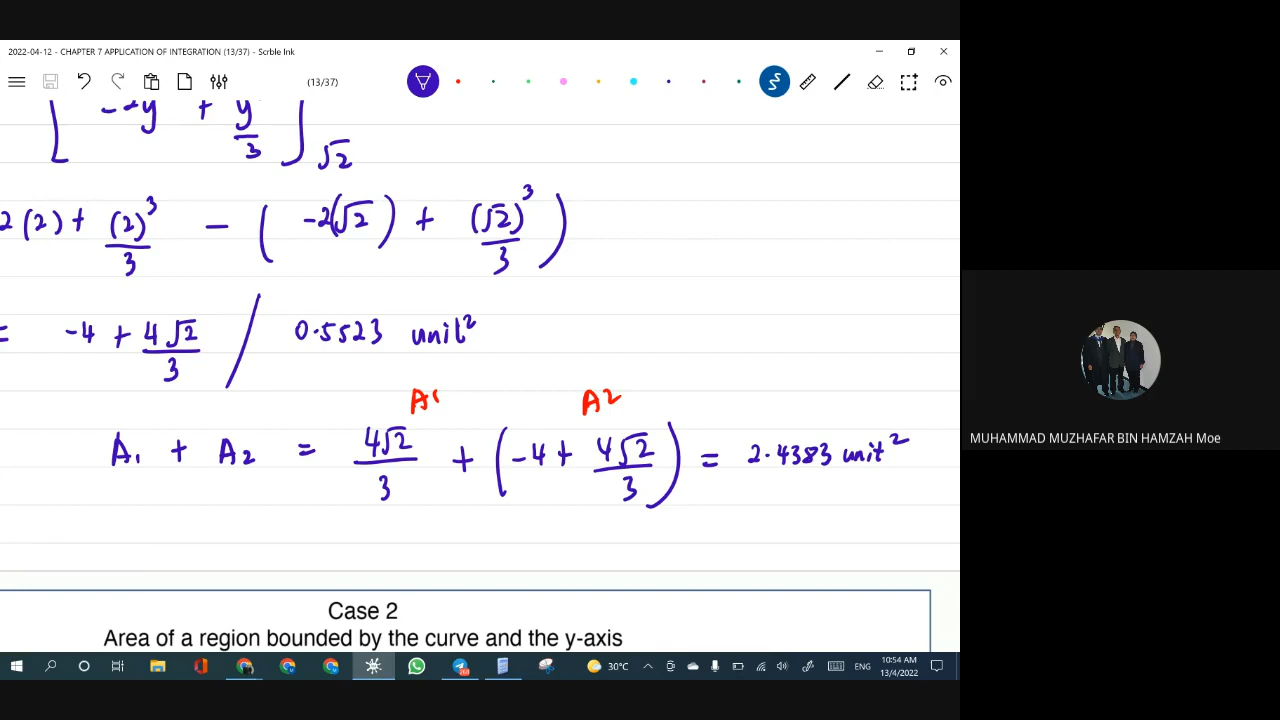 2022-04-12 - CHAPTER 7 APPLICATION OF INTEGRATION (13/37) - Scrble Ink
(13/37)
[ -2y + y/3 ]√2
2(2) + (2)³/3 - ( -2(√2) + (√2)³/3 )
= -4 + 4√2/3 / 0.5523 unit²
A1 A2
A₁ + A₂ = 4√2/3 + (-4 + 4√2/3) = 2.4383 unit²
MUHAMMAD MUZHAFAR BIN HAMZAH Moe
Case 2
Area of a region bounded by the curve and the y-axis
30°C ENG 10:54 AM
13/4/2022